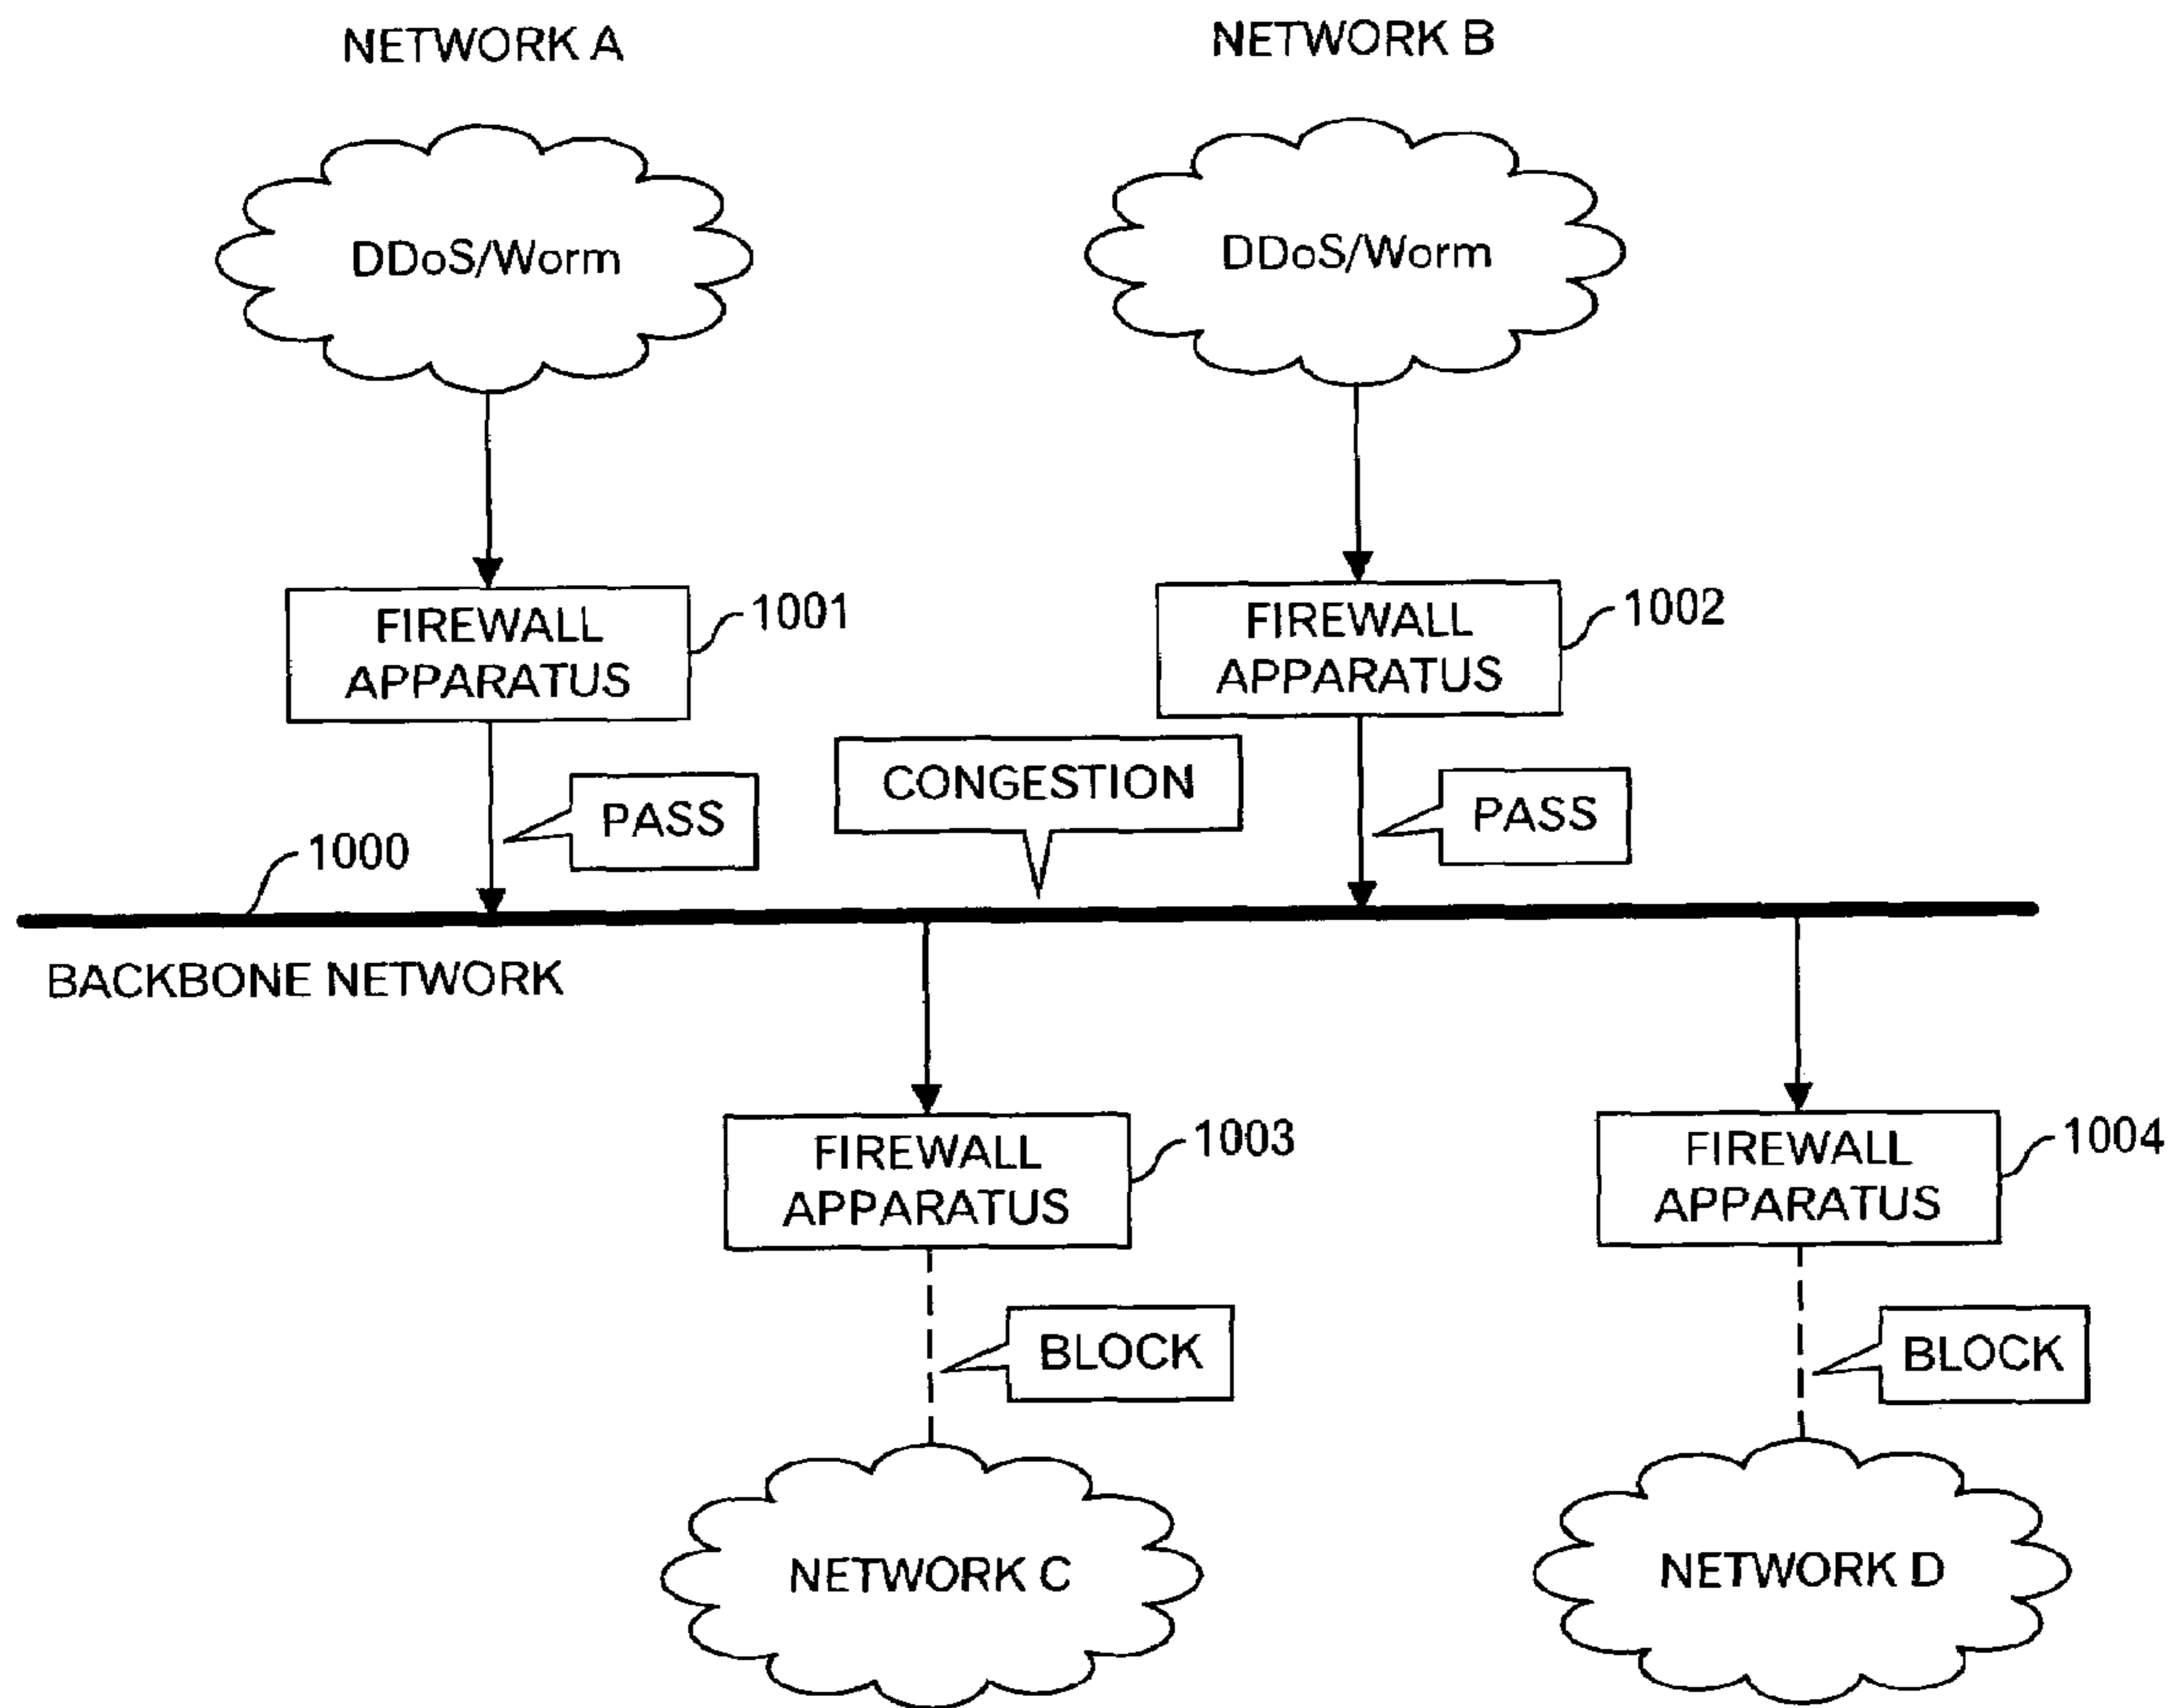 NETWORK A
NETWORK B
DDoS/Worm
DDoS/Worm
FIREWALL
APPARATUS
1001
FIREWALL
APPARATUS
1002
CONGESTION
PASS
PASS
1000
BACKBONE NETWORK
FIREWALL
APPARATUS
1003
FIREWALL
APPARATUS
1004
BLOCK
BLOCK
NETWORK C
NETWORK D